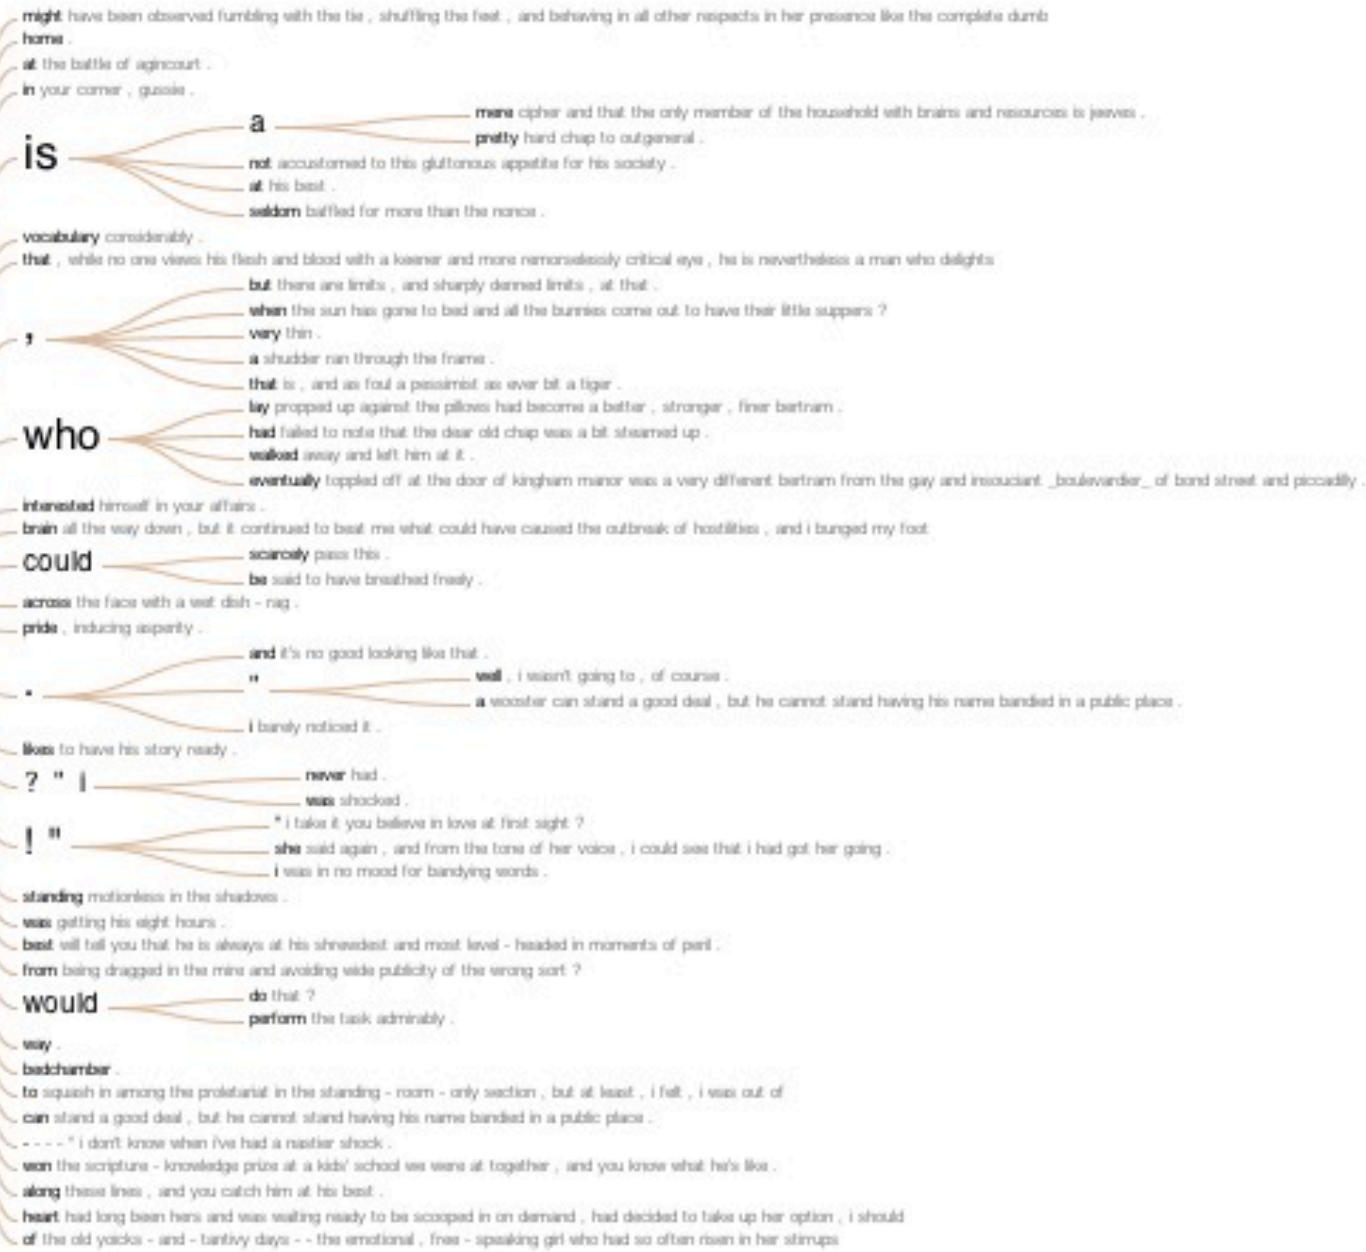 might have been observed fumbling with the tie , shuffling the feet , and behaving in all other respects in her presence like the complete dumb
home .
at the battle of agincourt .
in your corner , gussie .
is
a
mere cipher and that the only member of the household with brains and resources is jeeves .
pretty hard chap to outgeneral .
not accustomed to this gluttonous appetite for his society .
at his best .
seldom baffled for more than the nonce .
vocabulary considerably .
that , while no one views his flesh and blood with a keener and more remorselessly critical eye , he is nevertheless a man who delights
,
but there are limits , and sharply denned limits , at that .
when the sun has gone to bed and all the bunnies come out to have their little suppers ?
very thin .
a shudder ran through the frame .
that is , and as foul a pessimist as ever bit a tiger .
who
lay propped up against the pillows had become a better , stronger , finer bertram .
had failed to note that the dear old chap was a bit steamed up .
walked away and left him at it .
eventually toppled off at the door of kingham manor was a very different bertram from the gay and insouciant _boulevardier_ of bond street and piccadilly .
interested himself in your affairs .
brain all the way down , but it continued to beat me what could have caused the outbreak of hostilities , and i bunged my foot
could
scarcely pass this .
be said to have breathed freely .
across the face with a wet dish - rag .
pride , inducing asperity .
.
and it's no good looking like that .
"
well , i wasn't going to , of course .
a wooster can stand a good deal , but he cannot stand having his name bandied in a public place .
i barely noticed it .
likes to have his story ready .
? " i
never had .
was shocked .
! "
" i take it you believe in love at first sight ?
she said again , and from the tone of her voice , i could see that i had got her going .
i was in no mood for bandying words .
standing motionless in the shadows .
was getting his eight hours .
best will tell you that he is always at his shrewdest and most level - headed in moments of peril .
from being dragged in the mire and avoiding wide publicity of the wrong sort ?
would
do that ?
perform the task admirably .
way .
bedchamber .
to squash in among the proletariat in the standing - room - only section , but at least , i felt , i was out of
can stand a good deal , but he cannot stand having his name bandied in a public place .
- - - - " i don't know when i've had a nastier shock .
won the scripture - knowledge prize at a kids' school we were at together , and you know what he's like .
along these lines , and you catch him at his best .
heart had long been hers and was waiting ready to be scooped in on demand , had decided to take up her option , i should
of the old yoicks - and - tantivy days - - the emotional , free - speaking girl who had so often risen in her stirrups